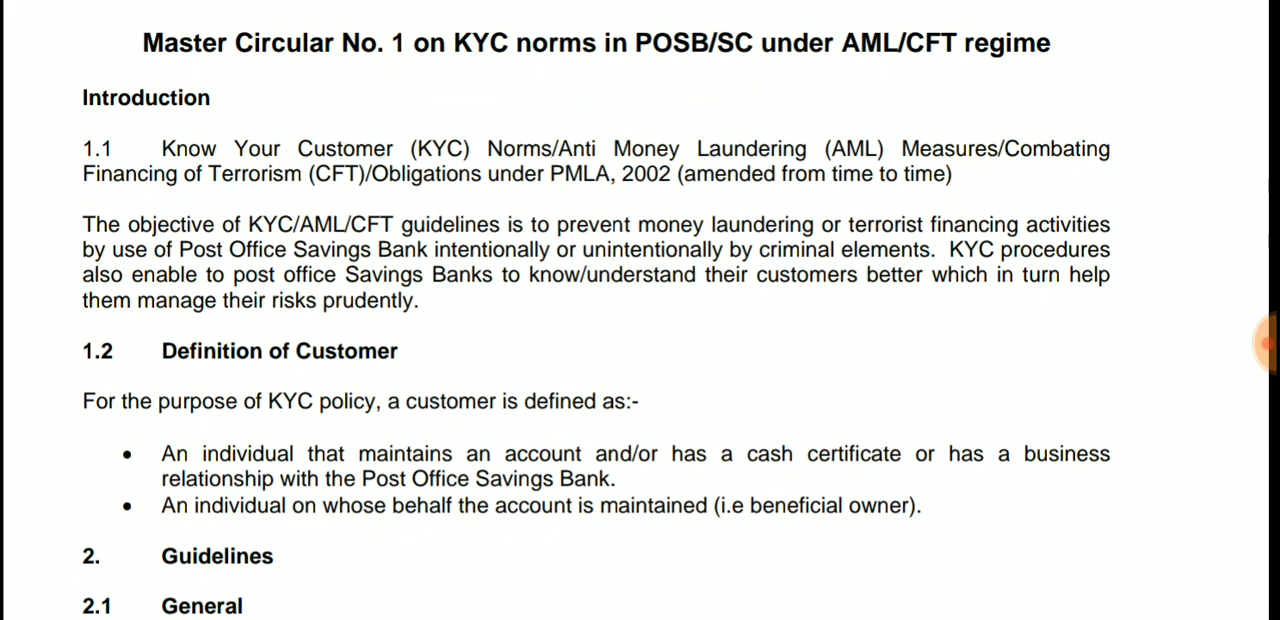 Master Circular No. 1 on KYC norms in POSB/SC under AML/CFT regime
Introduction
1.1 Know Your Customer (KYC) Norms/Anti Money Laundering (AML) Measures/Combating
Financing of Terrorism (CFT)/Obligations under PMLA, 2002 (amended from time to time)
The objective of KYC/AML/CFT guidelines is to prevent money laundering or terrorist financing activities
by use of Post Office Savings Bank intentionally or unintentionally by criminal elements. KYC procedures
also enable to post office Savings Banks to know/understand their customers better which in turn help
them manage their risks prudently.
1.2 Definition of Customer
For the purpose of KYC policy, a customer is defined as:-
• An individual that maintains an account and/or has a cash certificate or has a business
relationship with the Post Office Savings Bank.
• An individual on whose behalf the account is maintained (i.e beneficial owner).
2. Guidelines
2.1 General